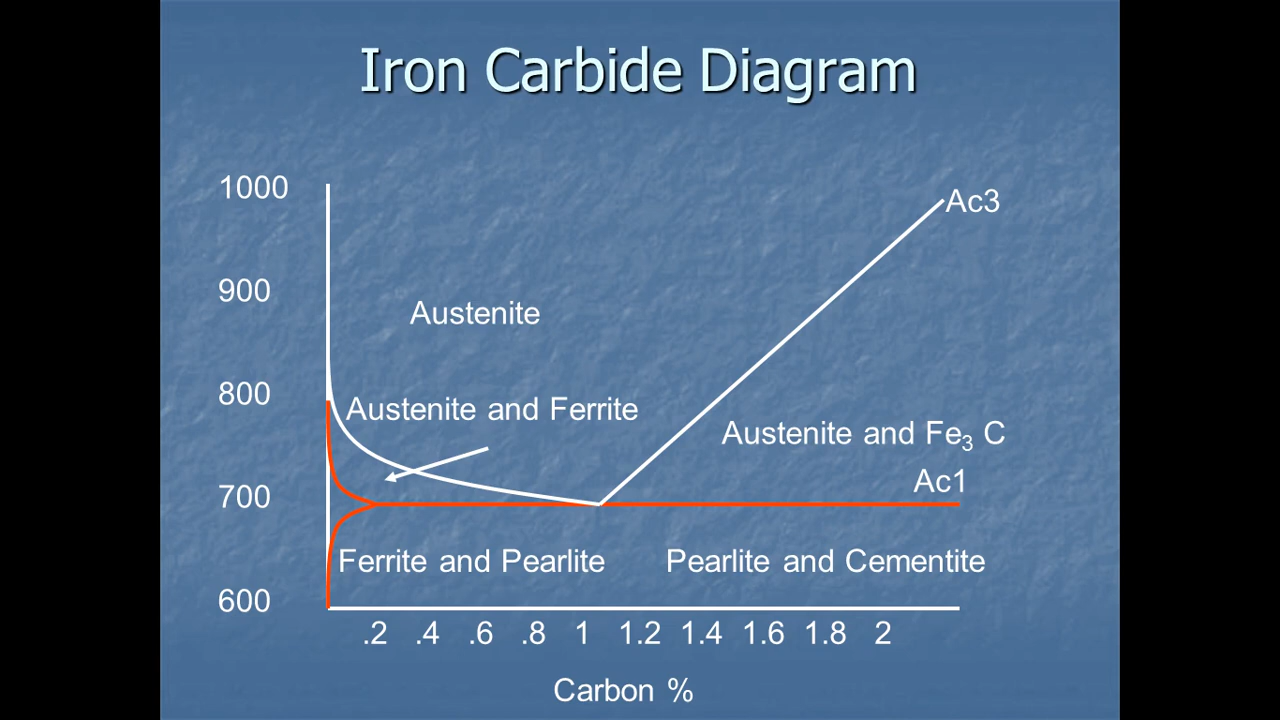 Iron Carbide Diagram
1000
Ac3
900
Austenite
800
Austenite and Ferrite
Austenite and Fe3 C
Ac1
700
Ferrite and Pearlite
Pearlite and Cementite
600
.2 .4 .6 .8 1 1.2 1.4 1.6 1.8 2
Carbon %